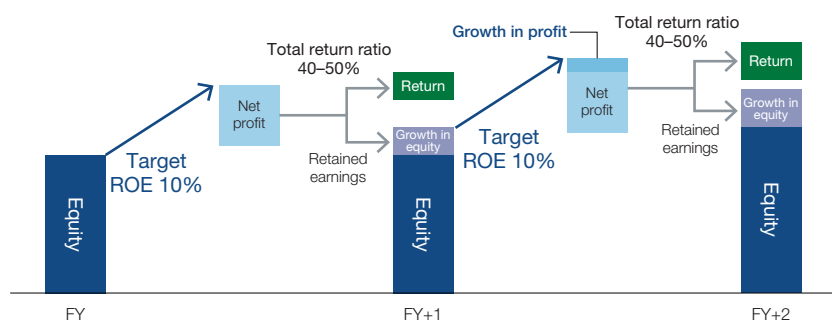 Total return ratio
40–50%
Growth in profit
Total return ratio
40–50%
Return
Net
profit
Return
Net
profit
Growth in
equity
Growth in
equity
Retained
earnings
Retained
earnings
Target
ROE 10%
Target
ROE 10%
Equity
Equity
Equity
FY
FY+1
FY+2